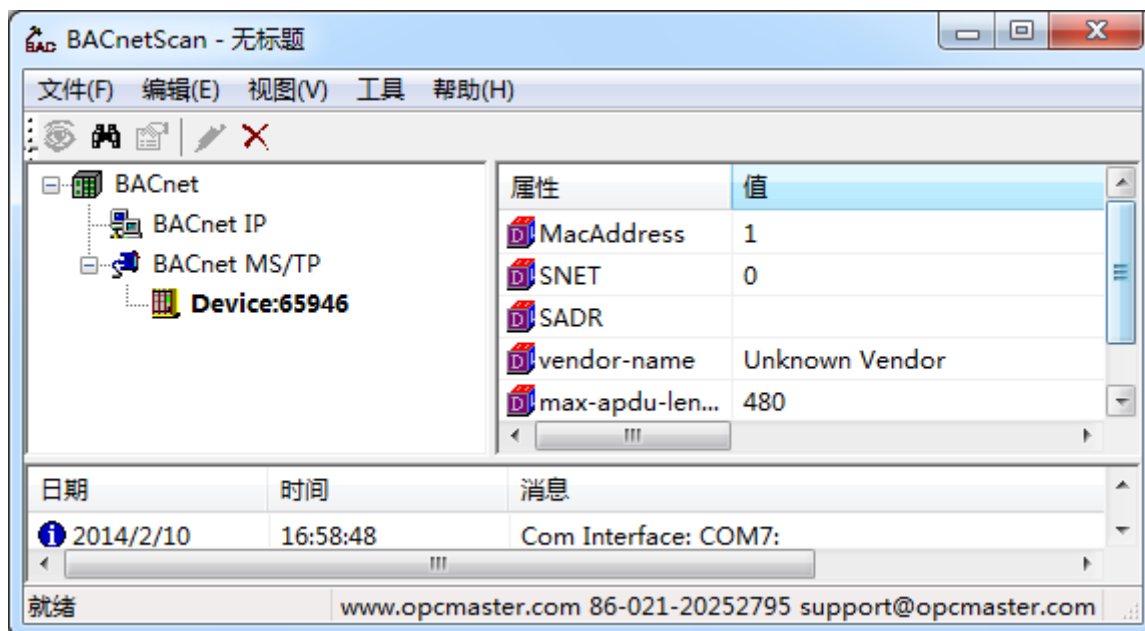 BACnetScan - 无标题
文件(F) 编辑(E) 视图(V) 工具 帮助(H)
BACnet
BACnet IP
BACnet MS/TP
Device:65946
属性 值
MacAddress 1
SNET 0
SADR
vendor-name Unknown Vendor
max-apdu-len... 480
日期 时间 消息
2014/2/10 16:58:48 Com Interface: COM7:
就绪 www.opcmaster.com 86-021-20252795 support@opcmaster.com